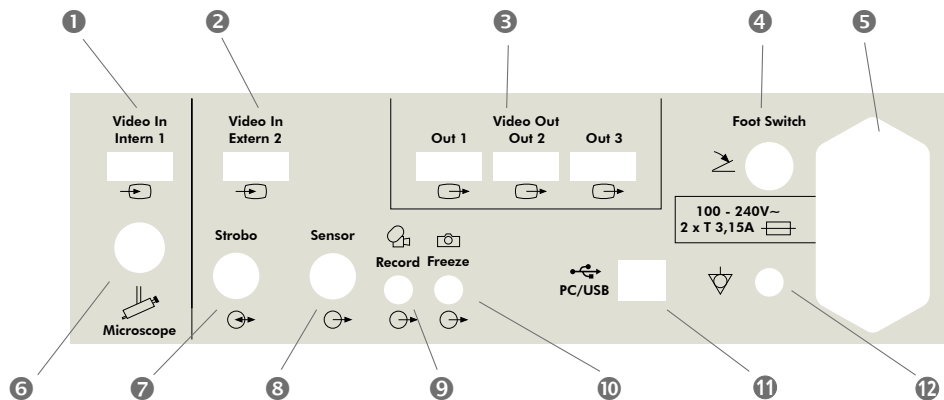 1 2 3 4 5
Video In
Intern 1
Video In
Extern 2
Video Out
Out 1 Out 2 Out 3
Foot Switch
100 - 240V~
2 x T 3,15A
Strobo
Sensor
Record Freeze
PC/USB
Microscope
6 7 8 9 10 11 12